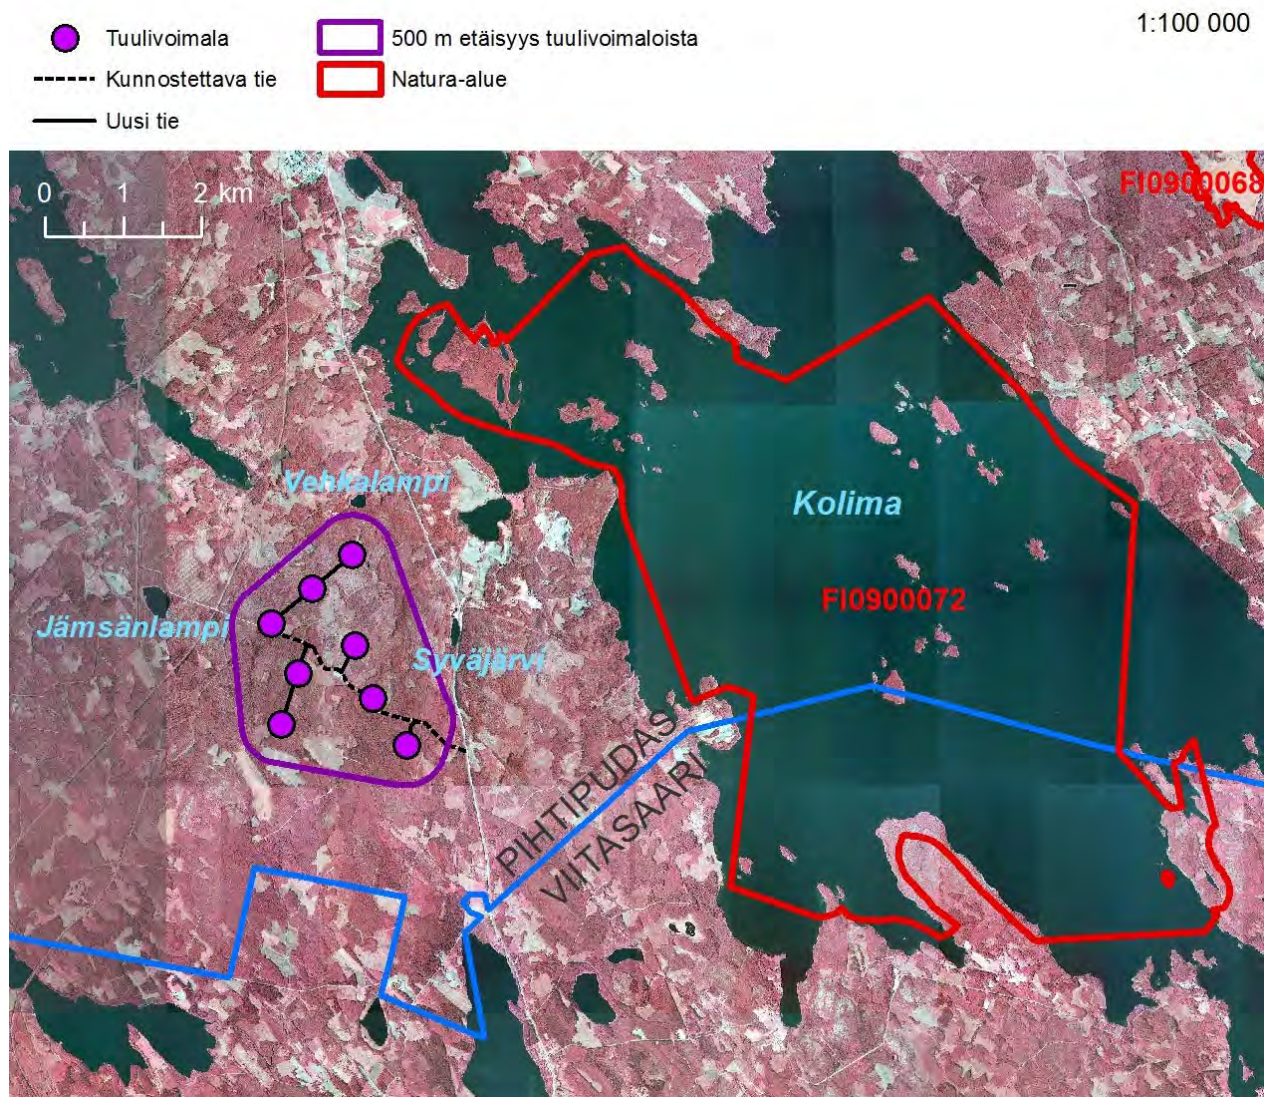 Tuulivoimala
500 m etäisyys tuulivoimaloista
1:100 000
Kunnostettava tie
Natura-alue
Uusi tie
0 1 2 km
FI0900068
Vehkalampi
Kolima
FI0900072
Jämsänlampi
Syväjärvi
PIHTIPUDAS
VIITASAARI